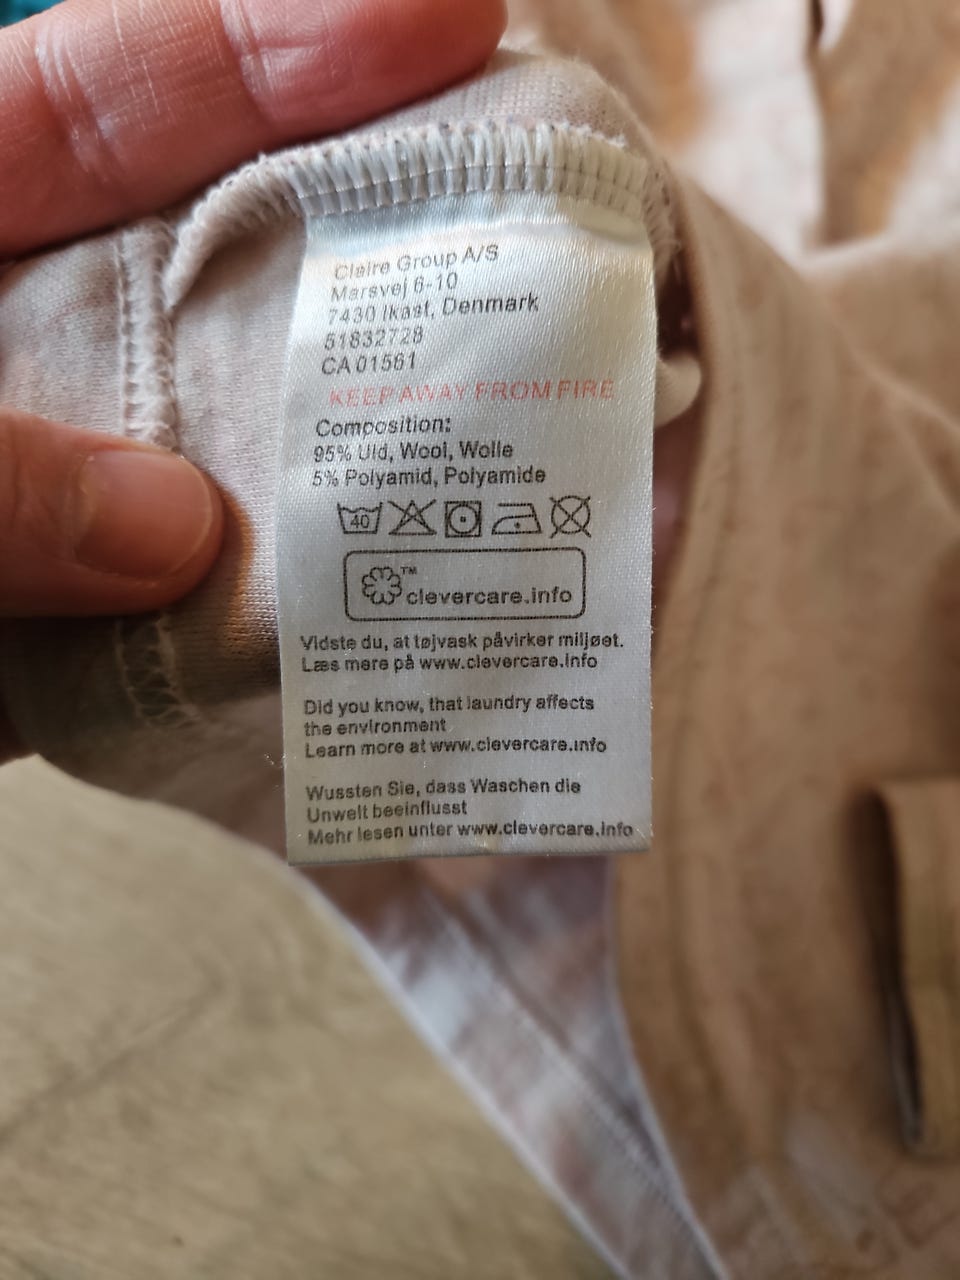 Claire Group A/S
Marsvej 6-10
7430 Ikast, Denmark
51832728
CA 01561
KEEP AWAY FROM FIRE
Composition:
95% Uld, Wool, Wolle
5% Polyamid, Polyamide
40
™ clevercare.info
Vidste du, at tøjvask påvirker miljøet.
Læs mere på www.clevercare.info
Did you know, that laundry affects
the environment
Learn more at www.clevercare.info
Wussten Sie, dass Waschen die
Umwelt beeinflusst
Mehr lesen unter www.clevercare.info